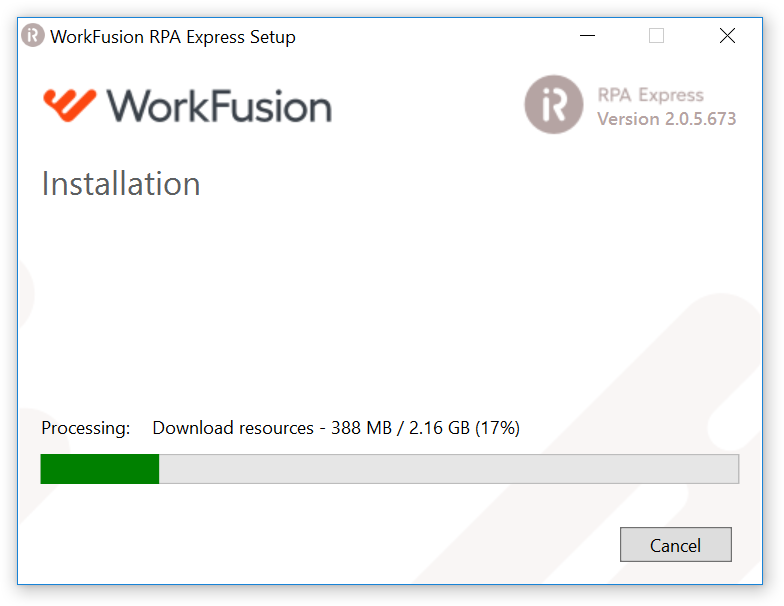 WorkFusion RPA Express Setup
WorkFusion
RPA Express
Version 2.0.5.673
Installation
Processing: Download resources - 388 MB / 2.16 GB (17%)
Cancel